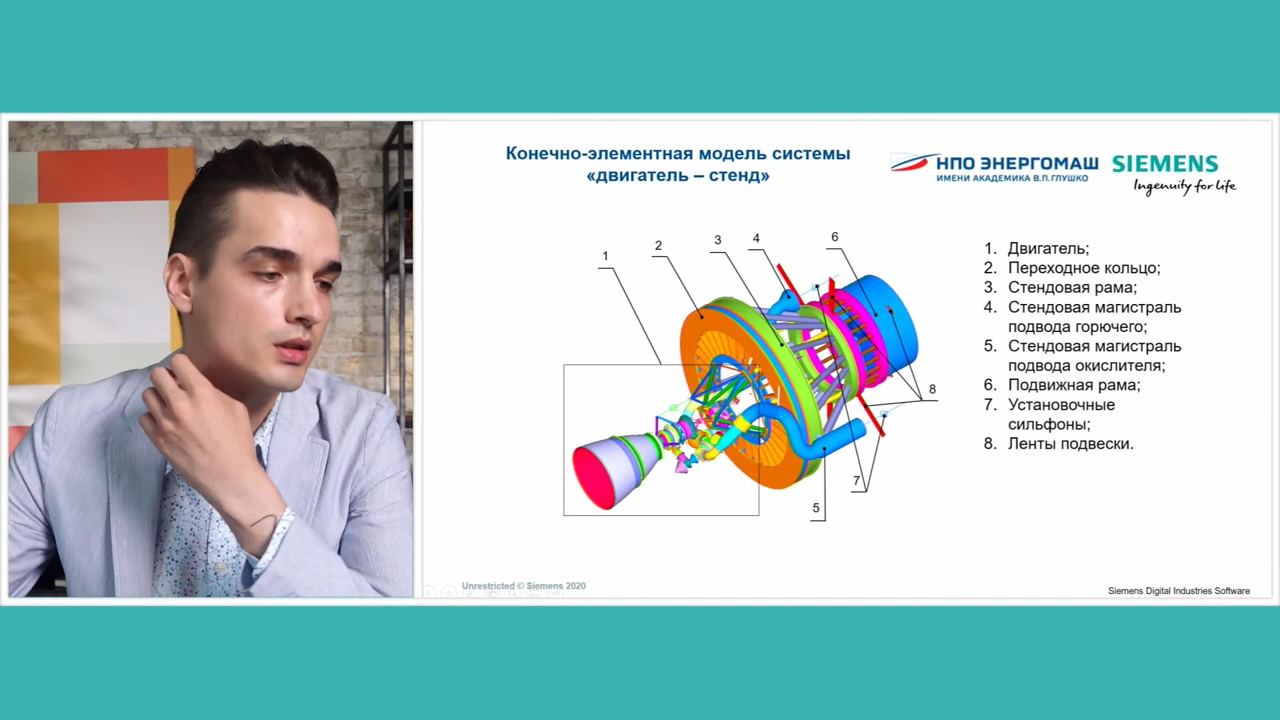 Конечно-элементная модель системы
«двигатель – стенд»
НПО ЭНЕРГОМАШ
ИМЕНИ АКАДЕМИКА В.П.ГЛУШКО
SIEMENS
Ingenuity for life
1
2
3
4
6
8
7
5
1. Двигатель;
2. Переходное кольцо;
3. Стендовая рама;
4. Стендовая магистраль
подвода горючего;
5. Стендовая магистраль
подвода окислителя;
6. Подвижная рама;
7. Установочные
сильфоны;
8. Ленты подвески.
Unrestricted © Siemens 2020
Siemens Digital Industries Software